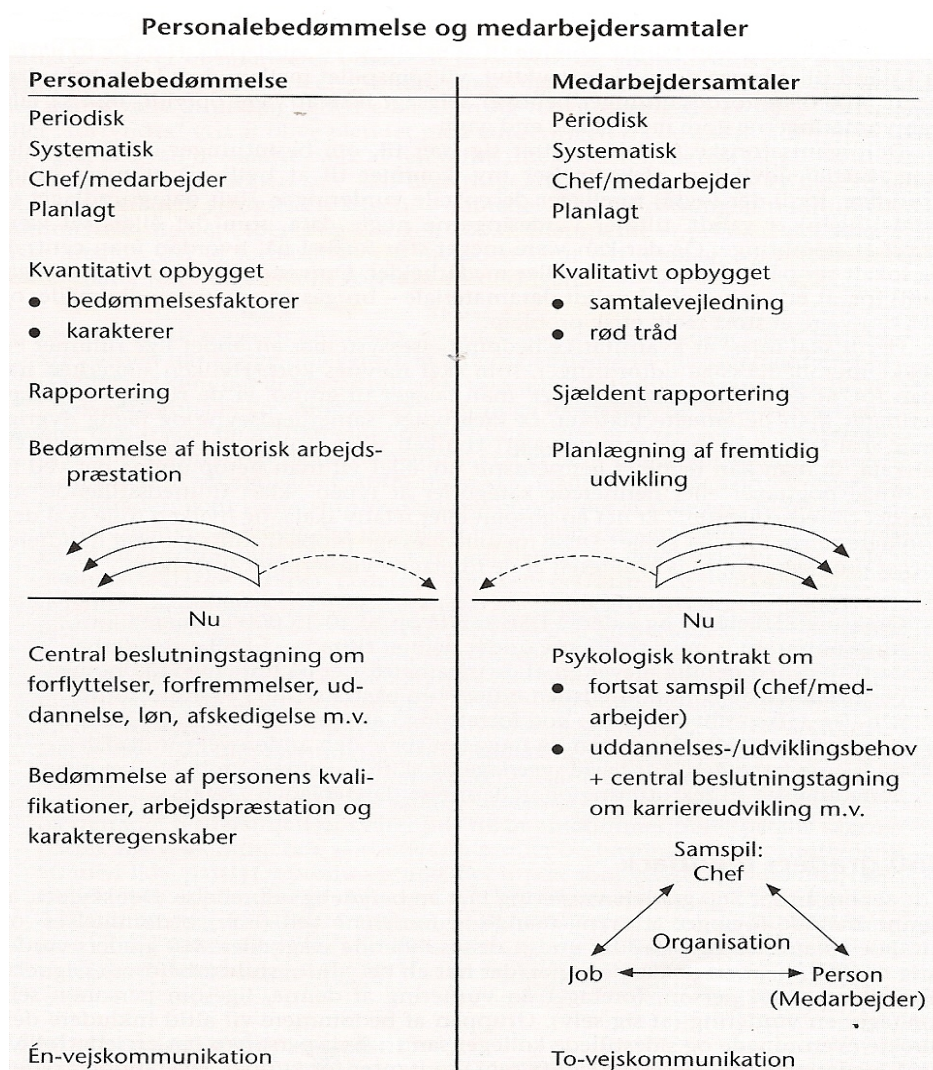 Personalebedømmelse og medarbejdersamtaler
Personalebedømmelse
Periodisk
Systematisk
Chef/medarbejder
Planlagt
Kvantitativt opbygget
● bedømmelsesfaktorer
● karakterer
Rapportering
Bedømmelse af historisk arbejds-
præstation
Nu
Central beslutningstagning om
forflyttelser, forfremmelser, ud-
dannelse, løn, afskedigelse m.v.
Bedømmelse af personens kvali-
fikationer, arbejdspræstation og
karakteregenskaber
Én-vejskommunikation
Medarbejdersamtaler
Periodisk
Systematisk
Chef/medarbejder
Planlagt
Kvalitativt opbygget
● samtalevejledning
● rød tråd
Sjældent rapportering
Planlægning af fremtidig
udvikling
Nu
Psykologisk kontrakt om
● fortsat samspil (chef/med-
arbejder)
● uddannelses-/udviklingsbehov
+ central beslutningstagning
om karriereudvikling m.v.
Samspil:
Chef
Organisation
Job
Person
(Medarbejder)
To-vejskommunikation